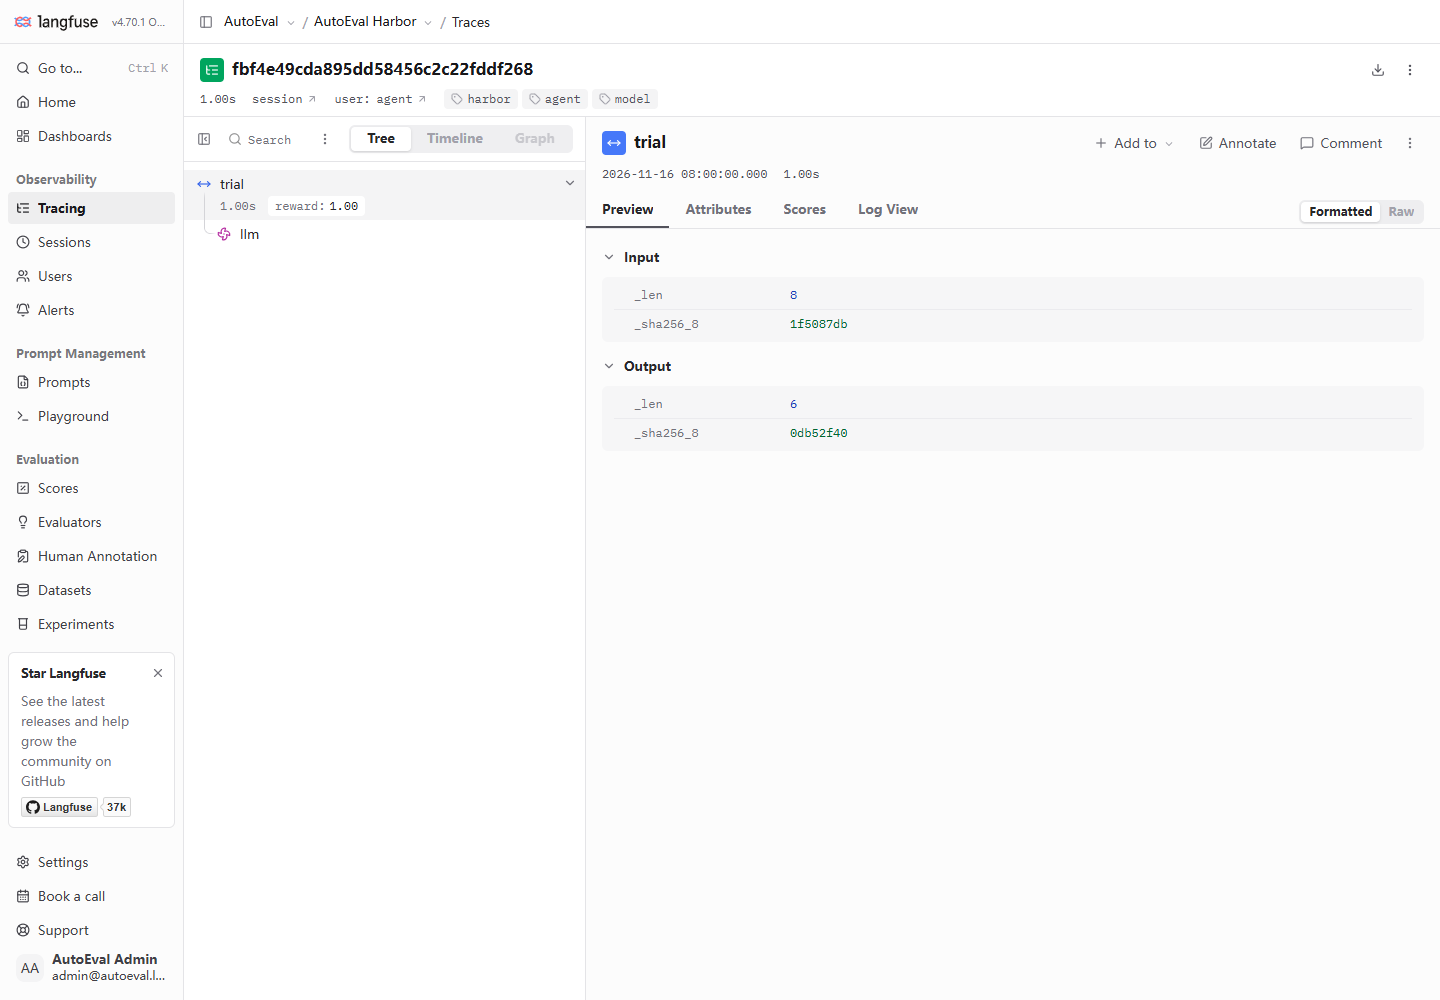 langfuse v4.70.1 O...
Go to... Ctrl K
Home
Dashboards
Observability
Tracing
Sessions
Users
Alerts
Prompt Management
Prompts
Playground
Evaluation
Scores
Evaluators
Human Annotation
Datasets
Experiments
Star Langfuse
See the latest
releases and help
grow the
community on
GitHub
Langfuse 37k
Settings
Book a call
Support
AA AutoEval Admin
admin@autoeval.l...
AutoEval / AutoEval Harbor / Traces
fbf4e49cda895dd58456c2c22fddf268
1.00s session user: agent harbor agent model
Search Tree Timeline Graph
trial
1.00s reward: 1.00
llm
trial
Add to Annotate Comment
2026-11-16 08:00:00.000 1.00s
Preview Attributes Scores Log View Formatted Raw
Input
_len 8
_sha256_8 1f5087db
Output
_len 6
_sha256_8 0db52f40